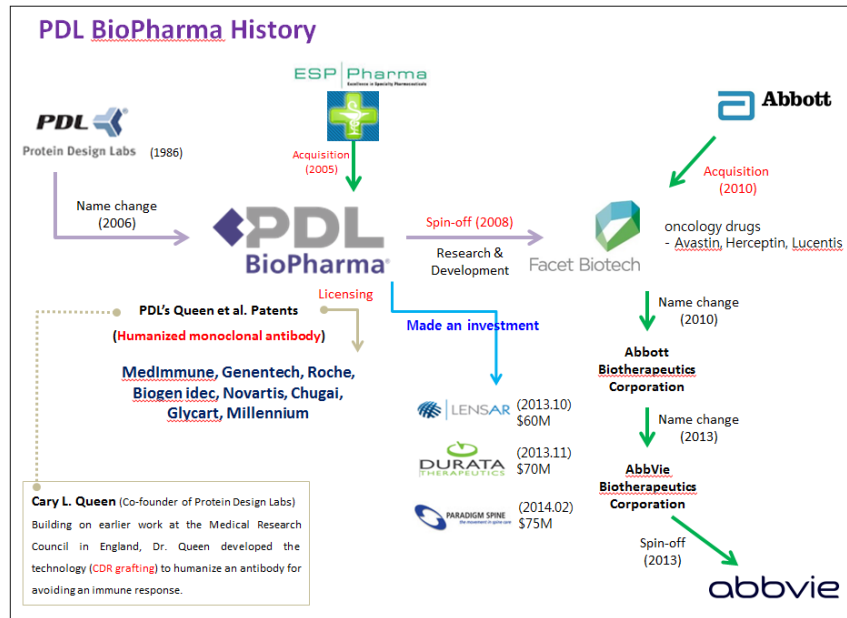 PDL BioPharma History
ESP Pharma
Excellence in Specialty Pharmaceuticals
PDL
Protein Design Labs (1986)
Acquisition
(2005)
Abbott
Acquisition
(2010)
Name change
(2006)
PDL
BioPharma
Spin-off (2008)
Research &
Development
Facet Biotech
oncology drugs
- Avastin, Herceptin, Lucentis
Licensing
PDL's Queen et al. Patents
(Humanized monoclonal antibody)
MedImmune, Genentech, Roche,
Biogen idec, Novartis, Chugai,
Glycart, Millennium
Made an investment
LENSAR
(2013.10)
$60M
DURATA
THERAPEUTICS
(2013.11)
$70M
PARADIGM SPINE
the movement in spine care
(2014.02)
$75M
Name change
(2010)
Abbott
Biotherapeutics
Corporation
Name change
(2013)
AbbVie
Biotherapeutics
Corporation
Spin-off
(2013)
abbvie
Cary L. Queen (Co-founder of Protein Design Labs)
Building on earlier work at the Medical Research
Council in England, Dr. Queen developed the
technology (CDR grafting) to humanize an antibody for
avoiding an immune response.